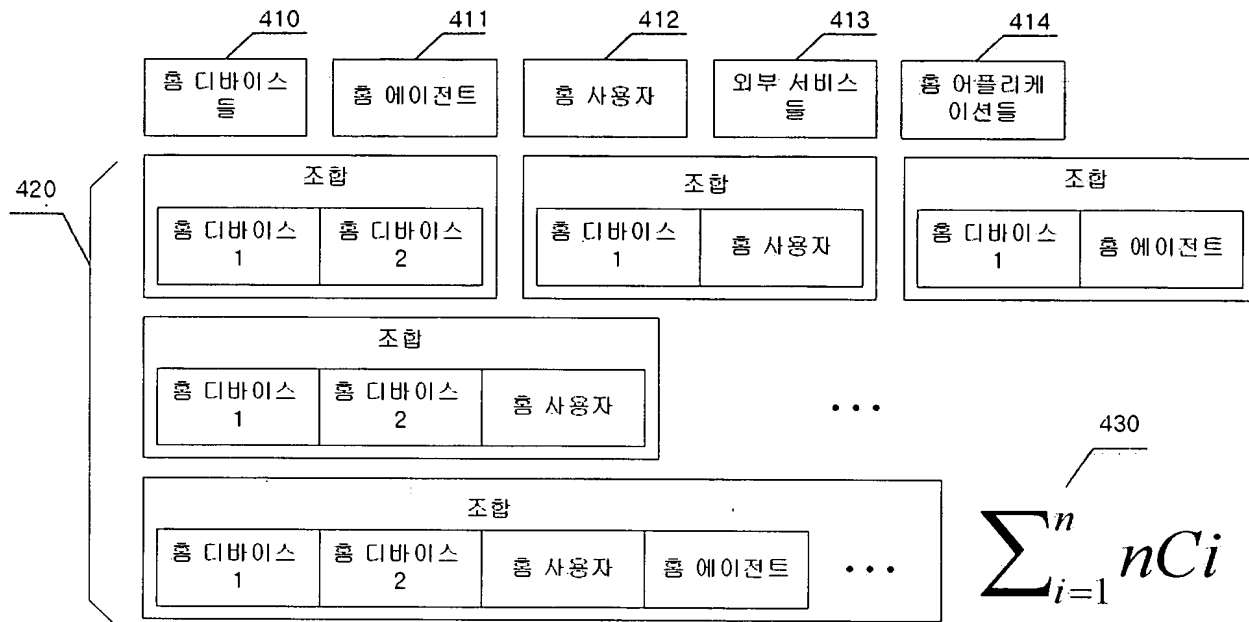 410 411 412 413 414
홈 디바이스
들
홈 에이전트
홈 사용자
외부 서비스
들
홈 어플리케
이션들
420
조합
홈 디바이스
1
홈 디바이스
2
조합
홈 디바이스
1
홈 사용자
조합
홈 디바이스
1
홈 에이전트
조합
홈 디바이스
1
홈 디바이스
2
홈 사용자
...
430
조합
홈 디바이스
1
홈 디바이스
2
홈 사용자
홈 에이전트
...
∑ⁿᵢ₌₁ nCi